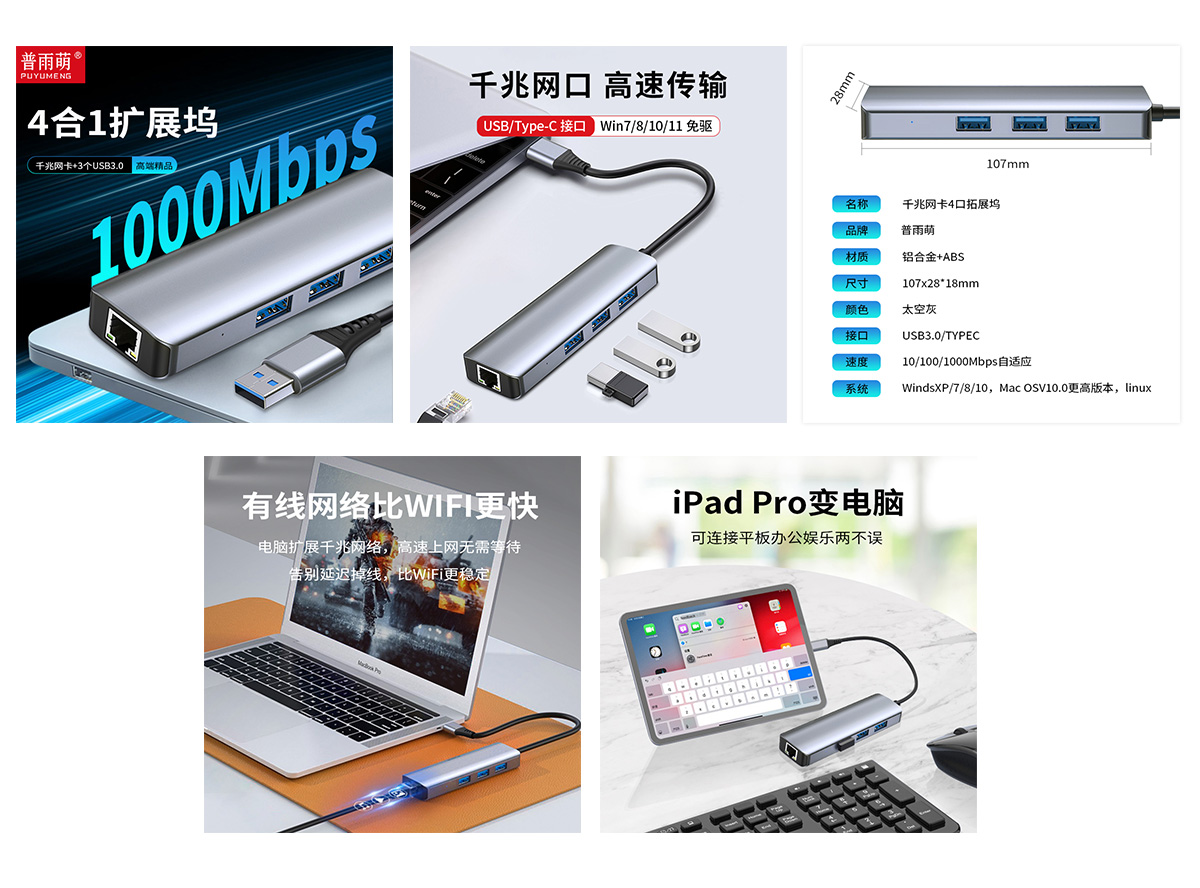 普雨萌®
PUYUMENG
4合1扩展坞
千兆网卡+3个USB3.0 高端精品
1000Mbps
千兆网口 高速传输
USB/Type-C 接口 Win7/8/10/11 免驱
Delete
enter
return
28mm
107mm
名称 千兆网卡4口拓展坞
品牌 普雨萌
材质 铝合金+ABS
尺寸 107x28*18mm
颜色 太空灰
接口 USB3.0/TYPEC
速度 10/100/1000Mbps自适应
系统 WindsXP/7/8/10，Mac OSV10.0更高版本，linux
有线网络比WIFI更快
电脑扩展千兆网络，高速上网无需等待
告别延迟掉线，比WiFi更稳定
MacBook Pro
iPad Pro变电脑
可连接平板办公娱乐两不误